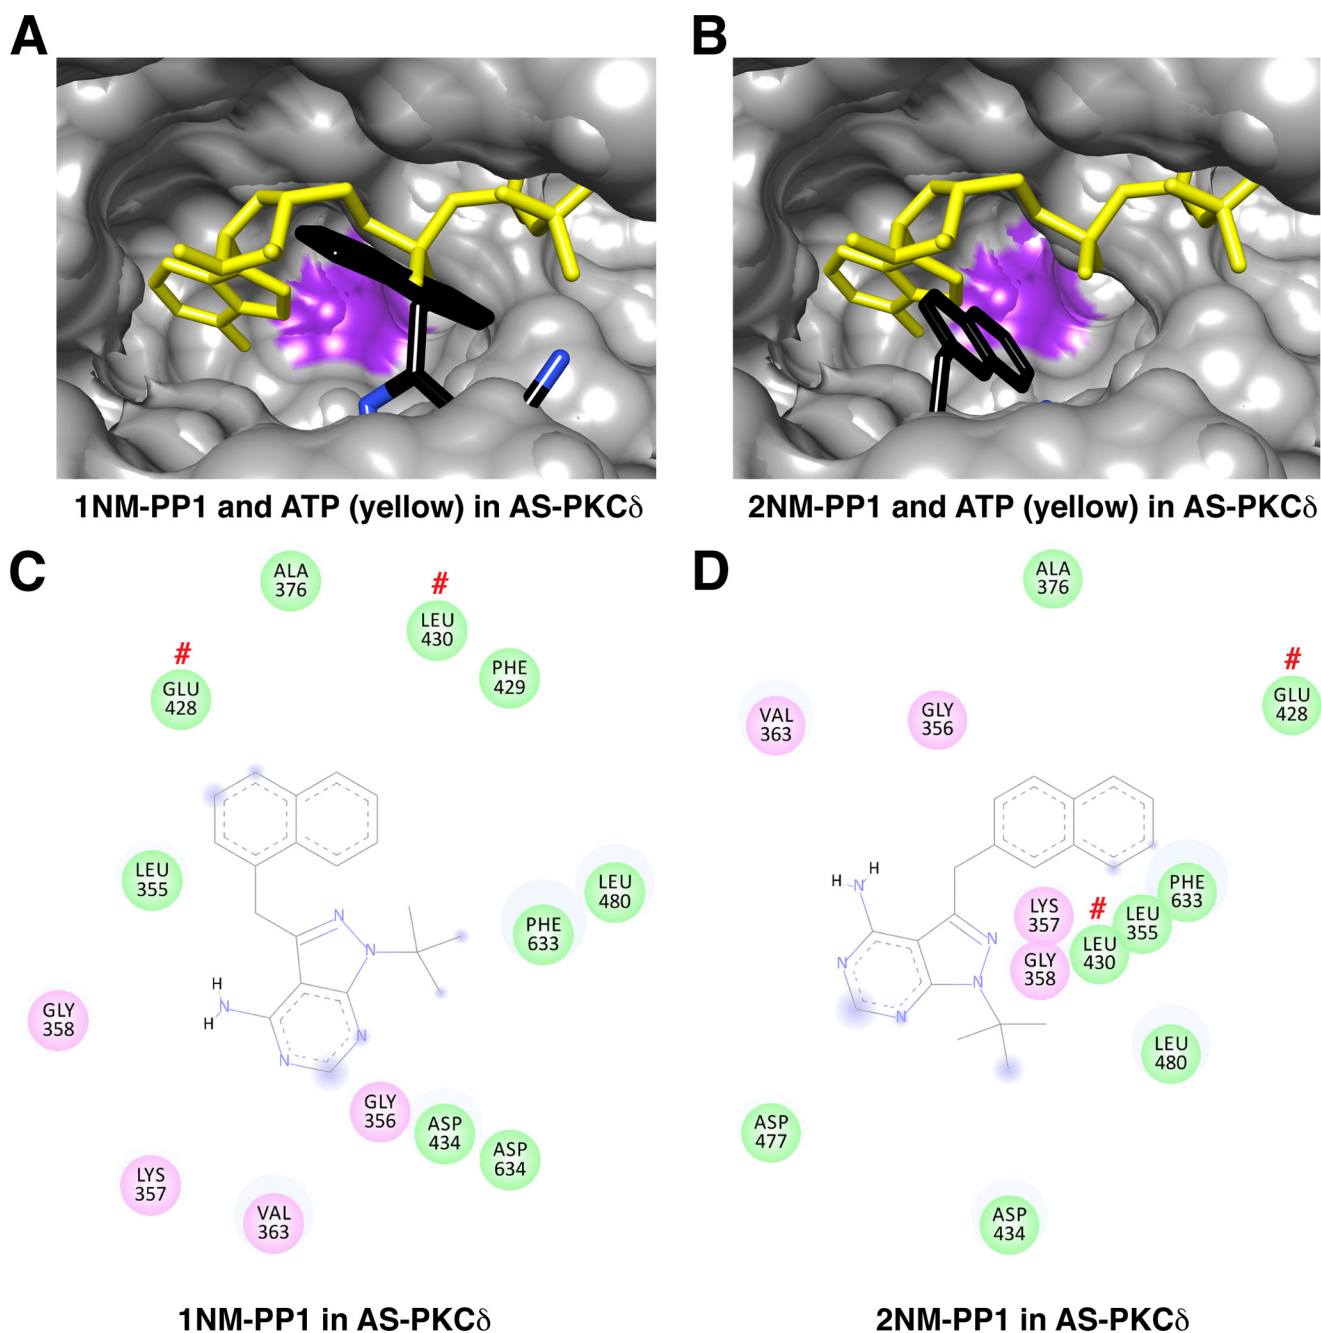 A
B
1NM-PP1 and ATP (yellow) in AS-PKCδ
2NM-PP1 and ATP (yellow) in AS-PKCδ
C
ALA
376
#
LEU
430
#
GLU
428
PHE
429
LEU
355
LEU
480
PHE
633
N
N
H
H
N
N
N
GLY
358
GLY
356
ASP
434
ASP
634
LYS
357
VAL
363
1NM-PP1 in AS-PKCδ
D
ALA
376
#
GLU
428
VAL
363
GLY
356
H
H
N
PHE
633
LYS
357
#
LEU
355
LEU
430
GLY
358
N
N
N
N
LEU
480
ASP
477
ASP
434
2NM-PP1 in AS-PKCδ